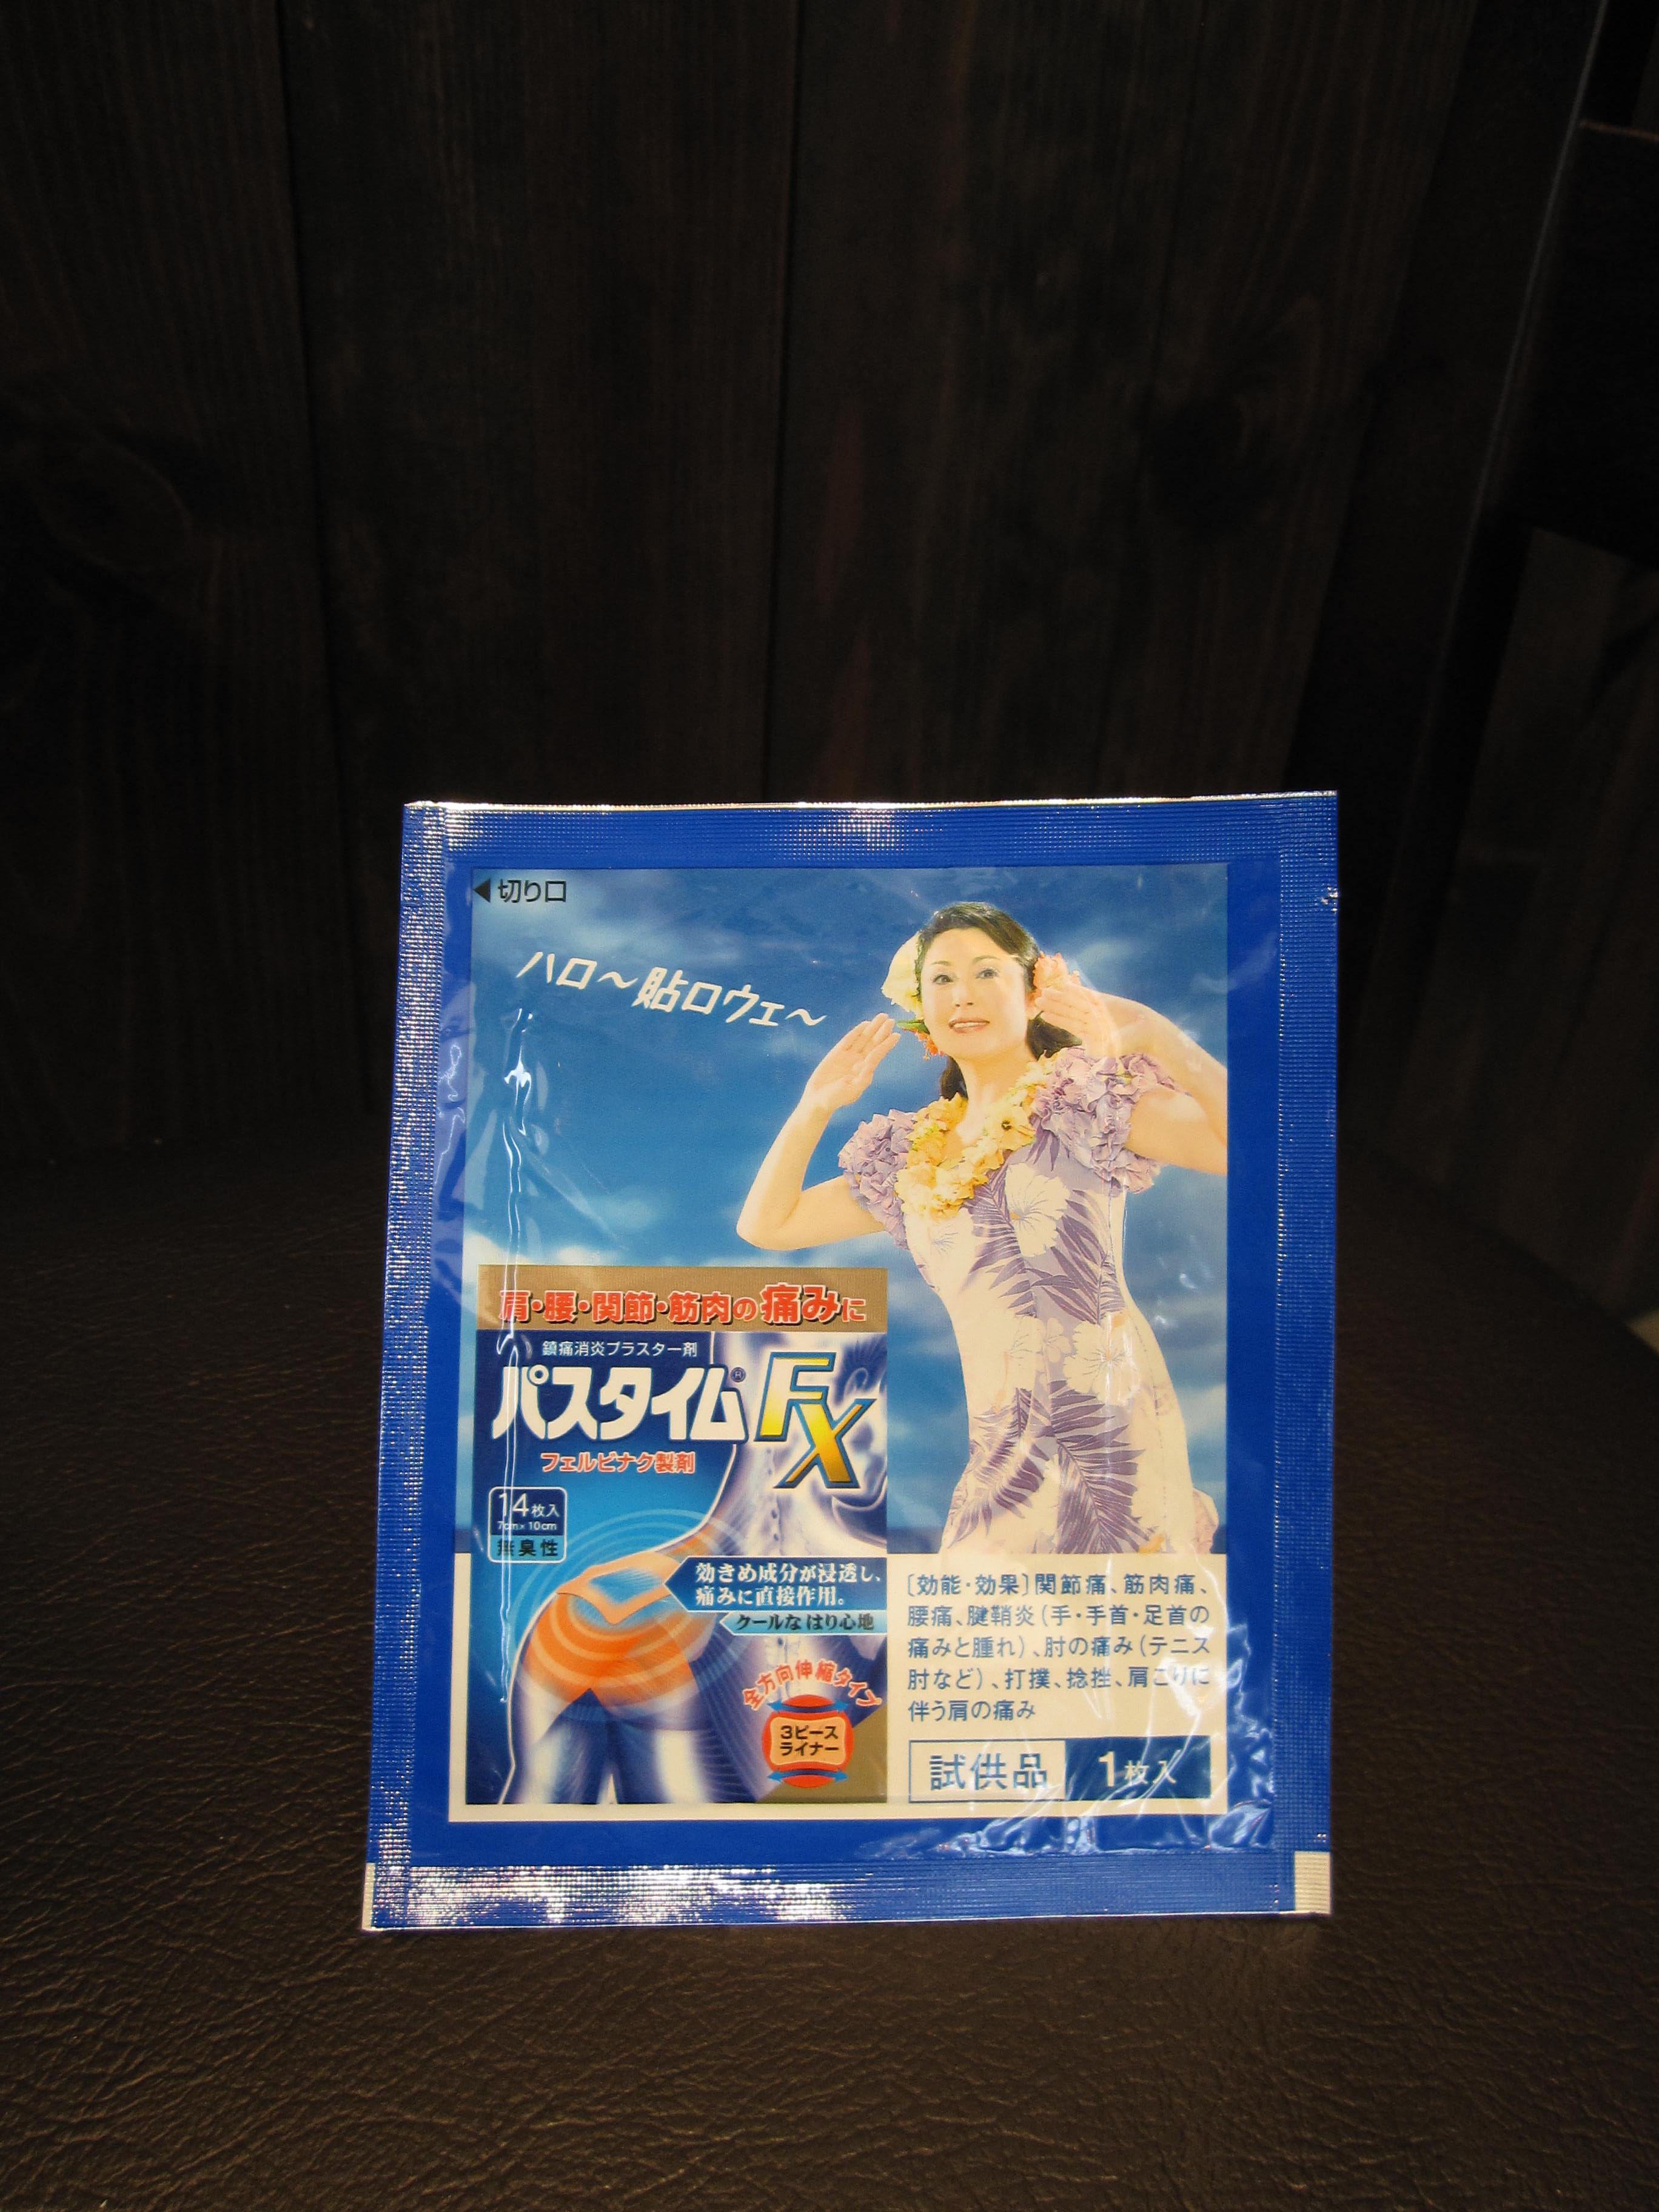 ◀切り口
ハロ〜貼ロウェ〜
肩・腰・関節・筋肉の痛みに
鎮痛消炎プラスター剤
パスタイム® FX
フェルビナク製剤
14枚入
7cm×10cm
無臭性
効きめ成分が浸透し、
痛みに直接作用。
クールな はり心地
全方向伸縮タイプ
3ピース
ライナー
〔効能・効果〕関節痛、筋肉痛、
腰痛、腱鞘炎(手・手首・足首の
痛みと腫れ)、肘の痛み(テニス
肘など)、打撲、捻挫、肩こりに
伴う肩の痛み
試供品 1枚入